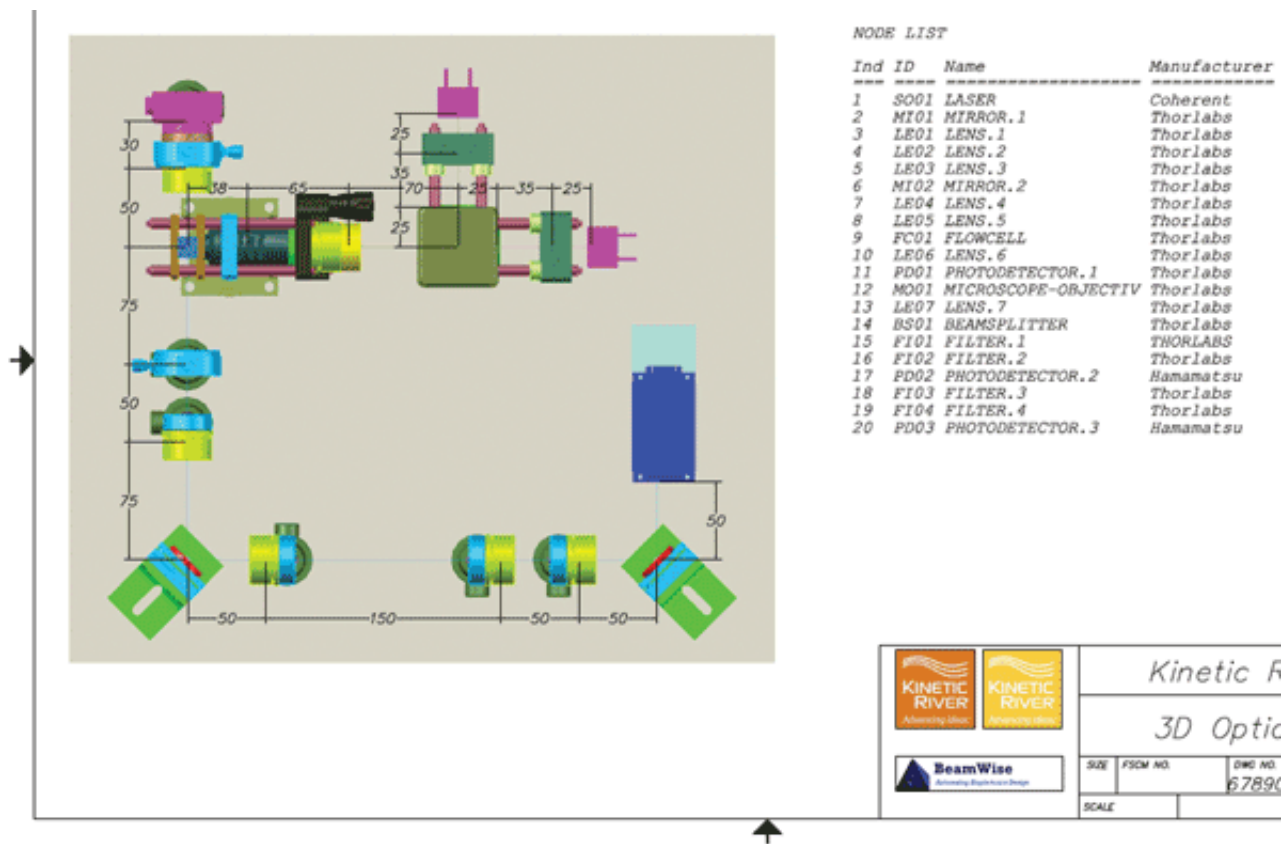 NODE LIST
Ind ID Name Manufacturer
1 SO01 LASER Coherent
2 MI01 MIRROR.1 Thorlabs
3 LE01 LENS.1 Thorlabs
4 LE02 LENS.2 Thorlabs
5 LE03 LENS.3 Thorlabs
6 MI02 MIRROR.2 Thorlabs
7 LE04 LENS.4 Thorlabs
8 LE05 LENS.5 Thorlabs
9 FC01 FLOWCELL Thorlabs
10 LE06 LENS.6 Thorlabs
11 PD01 PHOTODETECTOR.1 Thorlabs
12 MO01 MICROSCOPE-OBJECTIV Thorlabs
13 LE07 LENS.7 Thorlabs
14 BS01 BEAMSPLITTER Thorlabs
15 FI01 FILTER.1 THORLABS
16 FI02 FILTER.2 Thorlabs
17 PD02 PHOTODETECTOR.2 Hamamatsu
18 FI03 FILTER.3 Thorlabs
19 FI04 FILTER.4 Thorlabs
20 PD03 PHOTODETECTOR.3 Hamamatsu
30
25
35
38 65 70 25 35 25
50
25
75
50
75
50
50 150 50 50
KINETIC
RIVER
Advancing ideas
KINETIC
RIVER
Advancing ideas
BeamWise
Kinetic R
3D Optic
SIZE FSCM NO. DWG NO.
67890
SCALE